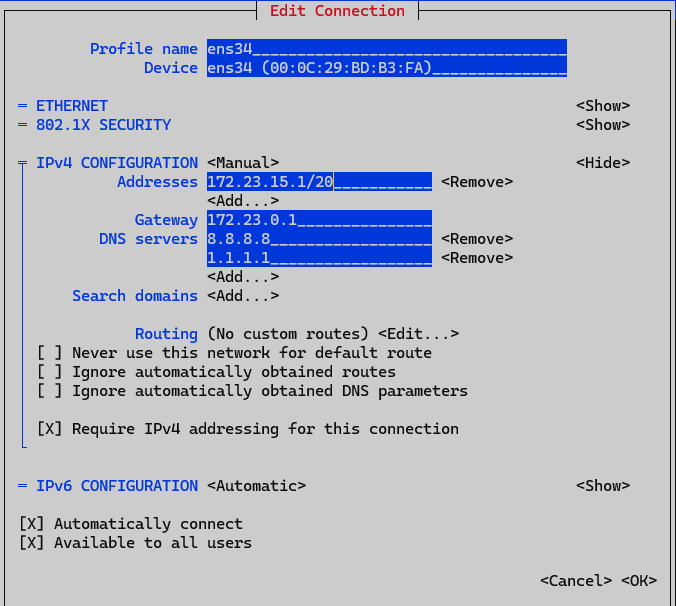 Edit Connection
Profile name ens34___________________________________
Device ens34 (00:0C:29:BD:B3:FA)_______________
= ETHERNET <Show>
= 802.1X SECURITY <Show>
IPv4 CONFIGURATION <Manual> <Hide>
Addresses 172.23.15.1/20___________ <Remove>
<Add...>
Gateway 172.23.0.1_______________
DNS servers 8.8.8.8__________________ <Remove>
1.1.1.1__________________ <Remove>
<Add...>
Search domains <Add...>
Routing (No custom routes) <Edit...>
[ ] Never use this network for default route
[ ] Ignore automatically obtained routes
[ ] Ignore automatically obtained DNS parameters
[X] Require IPv4 addressing for this connection
= IPv6 CONFIGURATION <Automatic> <Show>
[X] Automatically connect
[X] Available to all users
<Cancel> <OK>